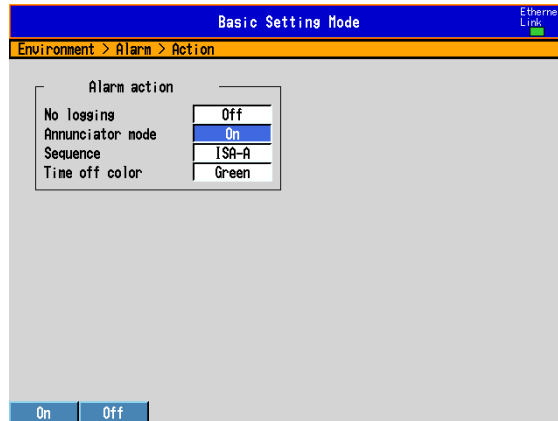 Basic Setting Mode
Etherne
Link
Environment > Alarm > Action
Alarm action
No logging Off
Annunciator mode On
Sequence ISA-A
Time off color Green
On Off